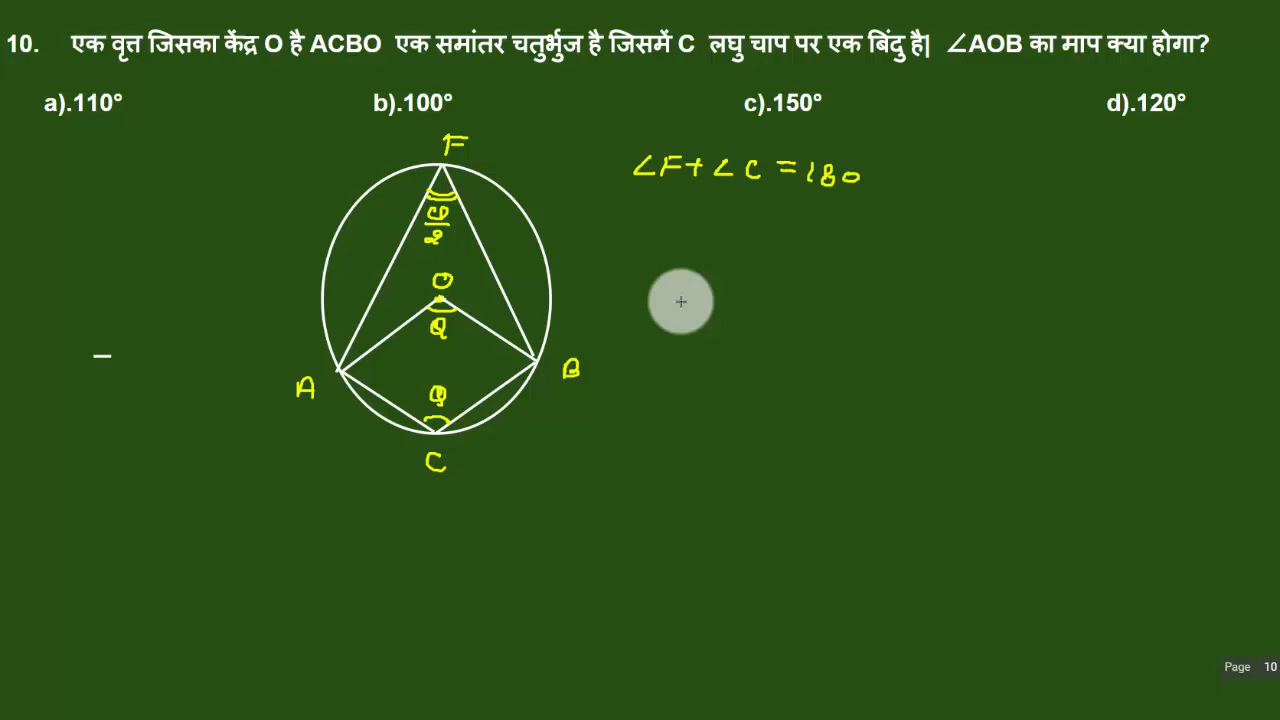 10. एक वृत्त जिसका केंद्र O है ACBO एक समांतर चतुर्भुज है जिसमें C लघु चाप पर एक बिंदु है| ∠AOB का माप क्या होगा?
a).110° b).100° c).150° d).120°
F
∠F+∠C=180
O
A
B
C
Page 10